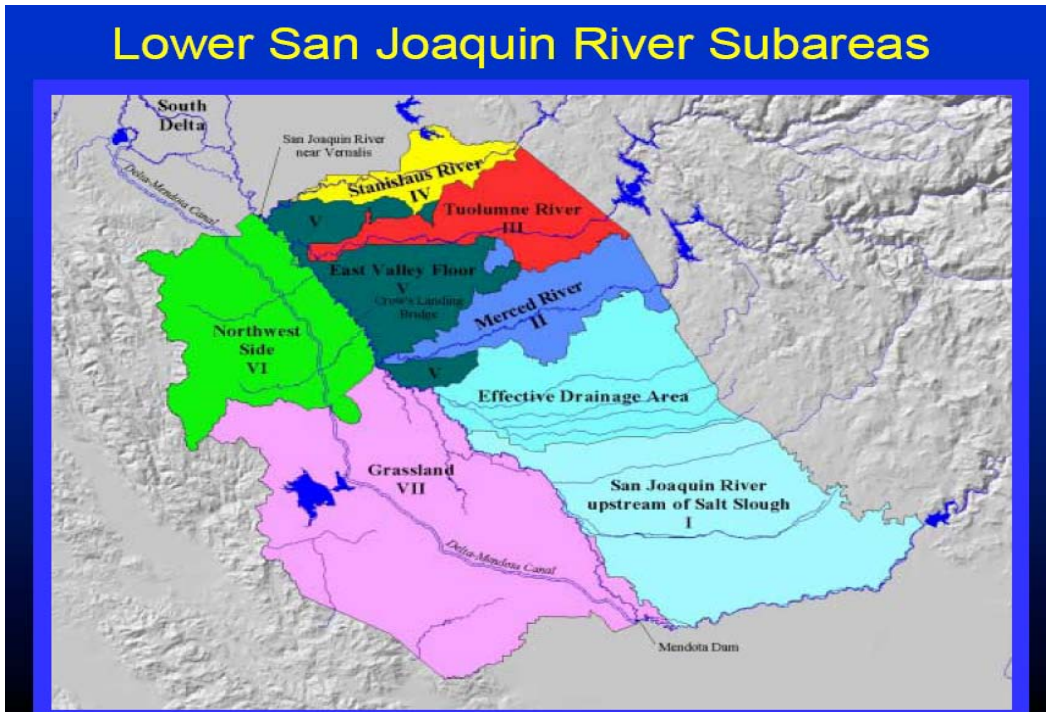 Lower San Joaquin River Subareas
South
Delta
San Joaquin River
near Vernalis
Delta-Mendota Canal
Stanislaus River
IV
V
Tuolumne River
III
East Valley Floor
V
Crow's Landing
Bridge
Merced River
II
Northwest
Side
VI
V
Effective Drainage Area
Grassland
VII
San Joaquin River
upstream of Salt Slough
I
Delta-Mendota Canal
Mendota Dam